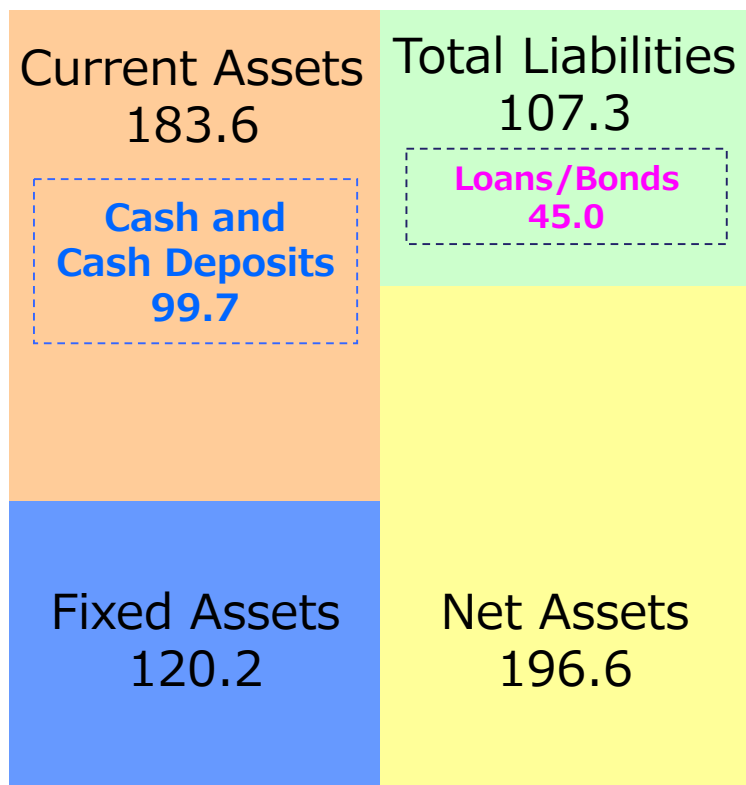 Current Assets
183.6
Cash and
Cash Deposits
99.7
Total Liabilities
107.3
Loans/Bonds
45.0
Fixed Assets
120.2
Net Assets
196.6